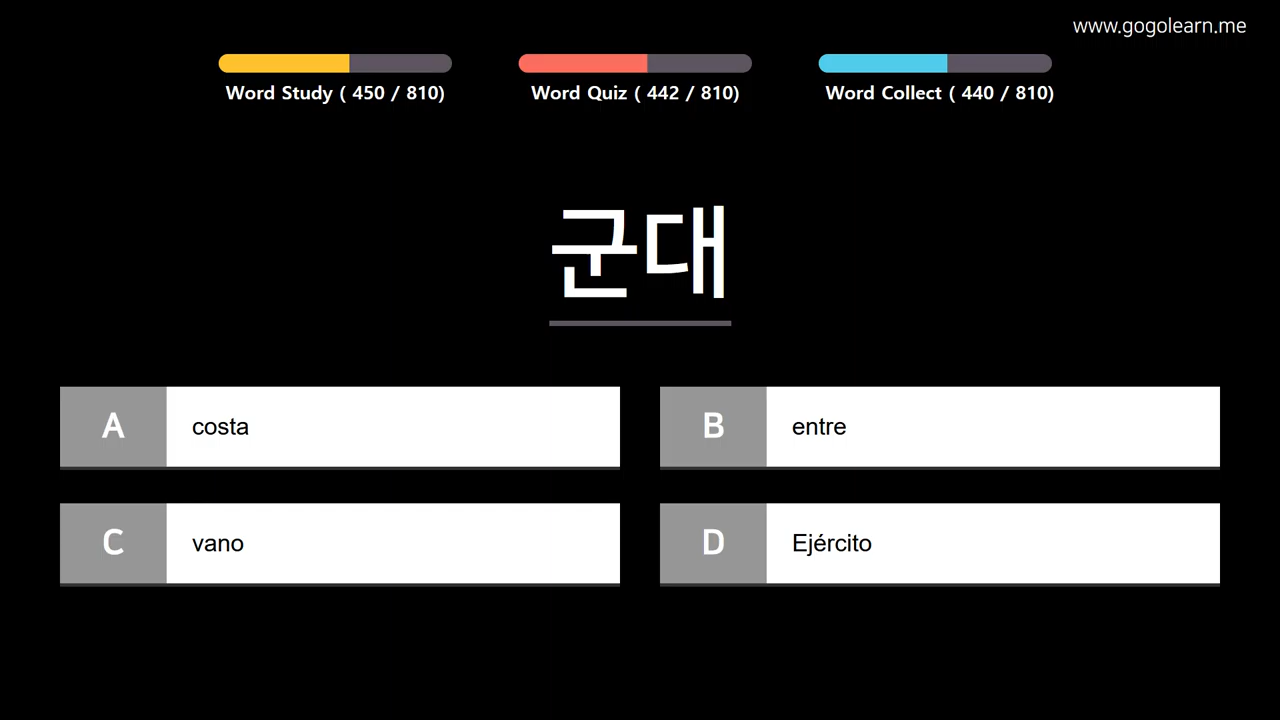 www.gogolearn.me
Word Study ( 450 / 810)
Word Quiz ( 442 / 810)
Word Collect ( 440 / 810)
군대
A costa
B entre
C vano
D Ejército